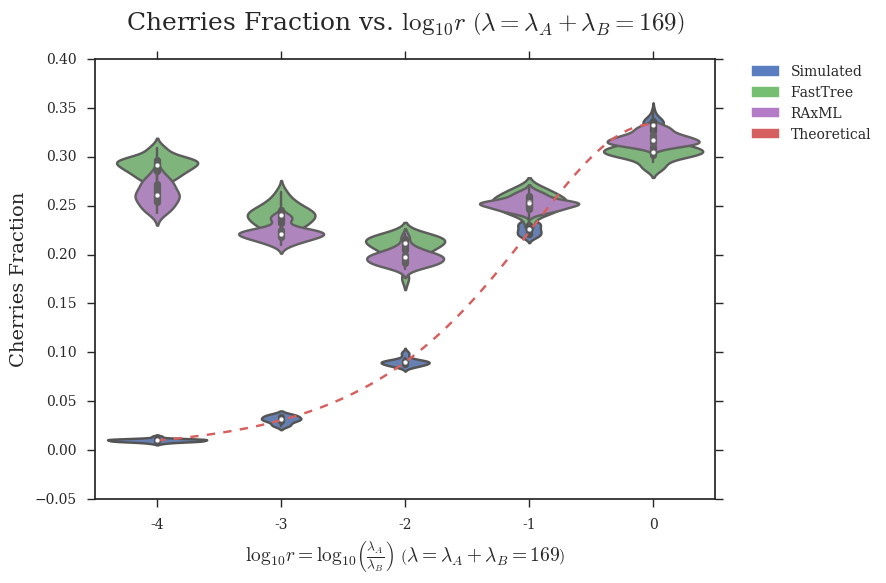 Cherries Fraction vs. log₁₀r (λ = λ_A + λ_B = 169)
Simulated
FastTree
RAxML
Theoretical
Cherries Fraction
0.40
0.35
0.30
0.25
0.20
0.15
0.10
0.05
0.00
−0.05
-4 -3 -2 -1 0
log₁₀r = log₁₀(λ_A/λ_B) (λ = λ_A + λ_B = 169)